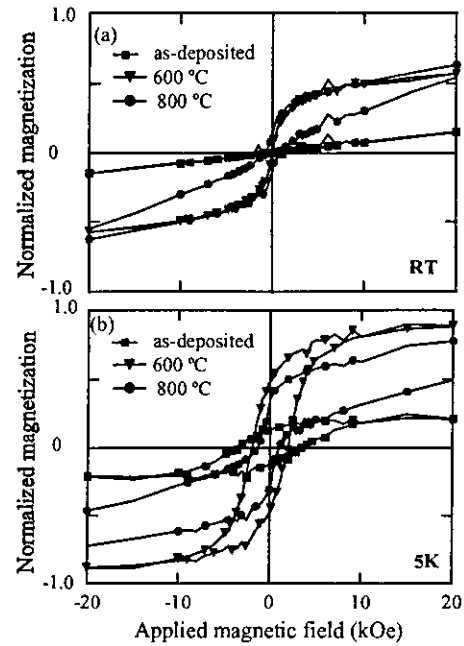 1.0
(a)
as-deposited
600 °C
800 °C
0
Normalized magnetization
RT
-1.0
1.0
(b)
as-deposited
600 °C
800 °C
0
Normalized magnetization
5K
-1.0
-20 -10 0 10 20
Applied magnetic field (kOe)